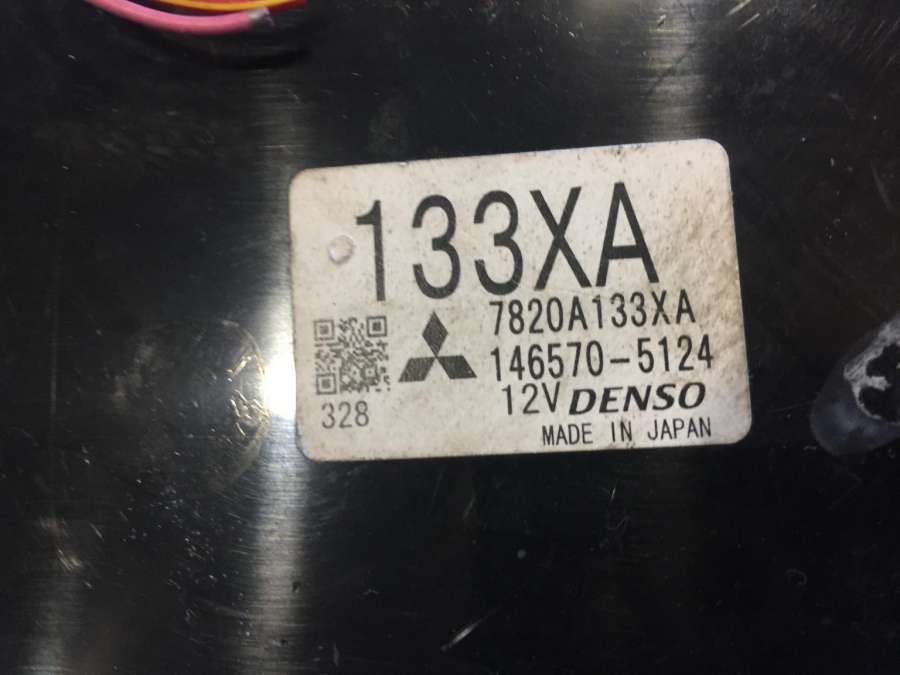 133XA
7820A133XA
146570-5124
12V DENSO
328
MADE IN JAPAN